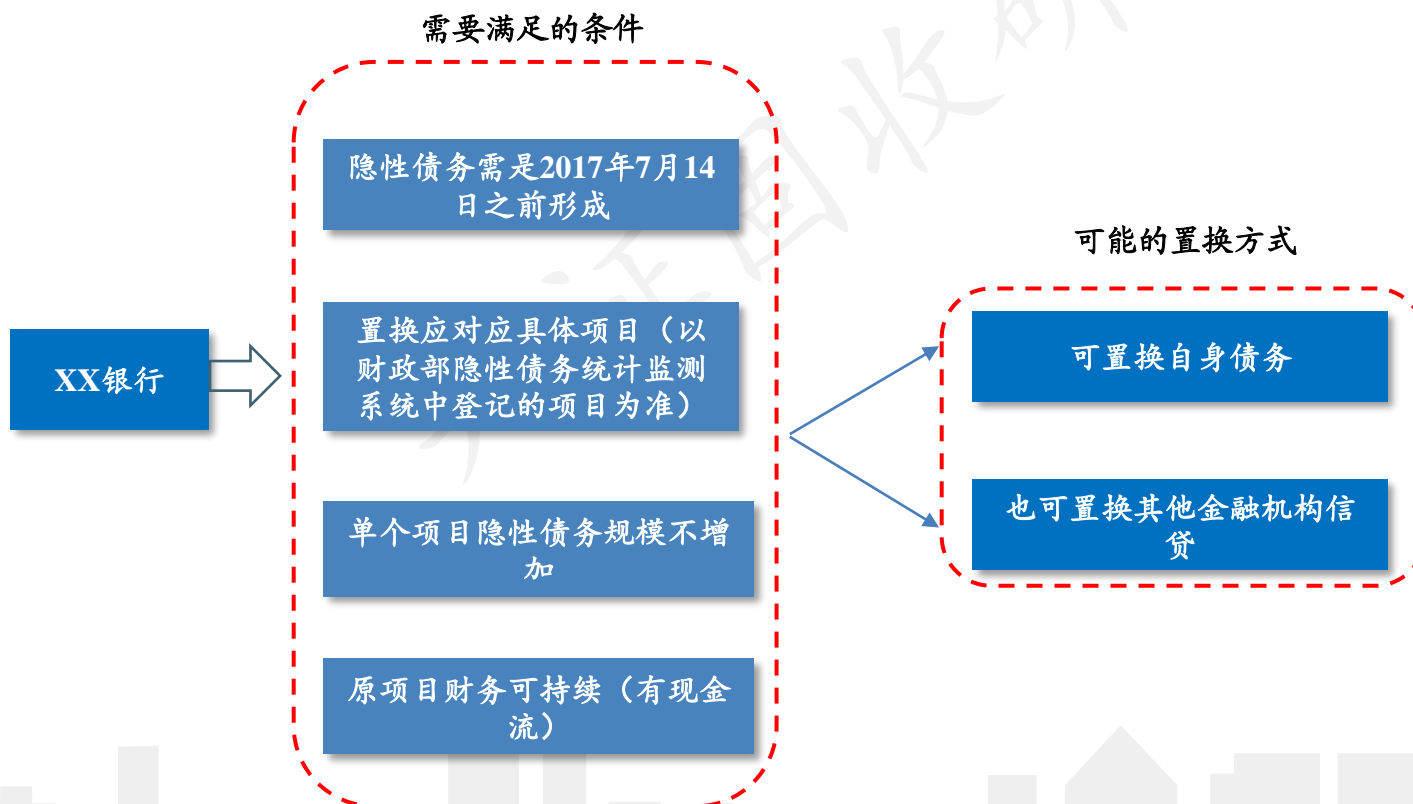 需要满足的条件
隐性债务需是2017年7月14
日之前形成
置换应对应具体项目（以
财政部隐性债务统计监测
系统中登记的项目为准）
单个项目隐性债务规模不增
加
原项目财务可持续（有现金
流）
XX银行
可能的置换方式
可置换自身债务
也可置换其他金融机构信
贷